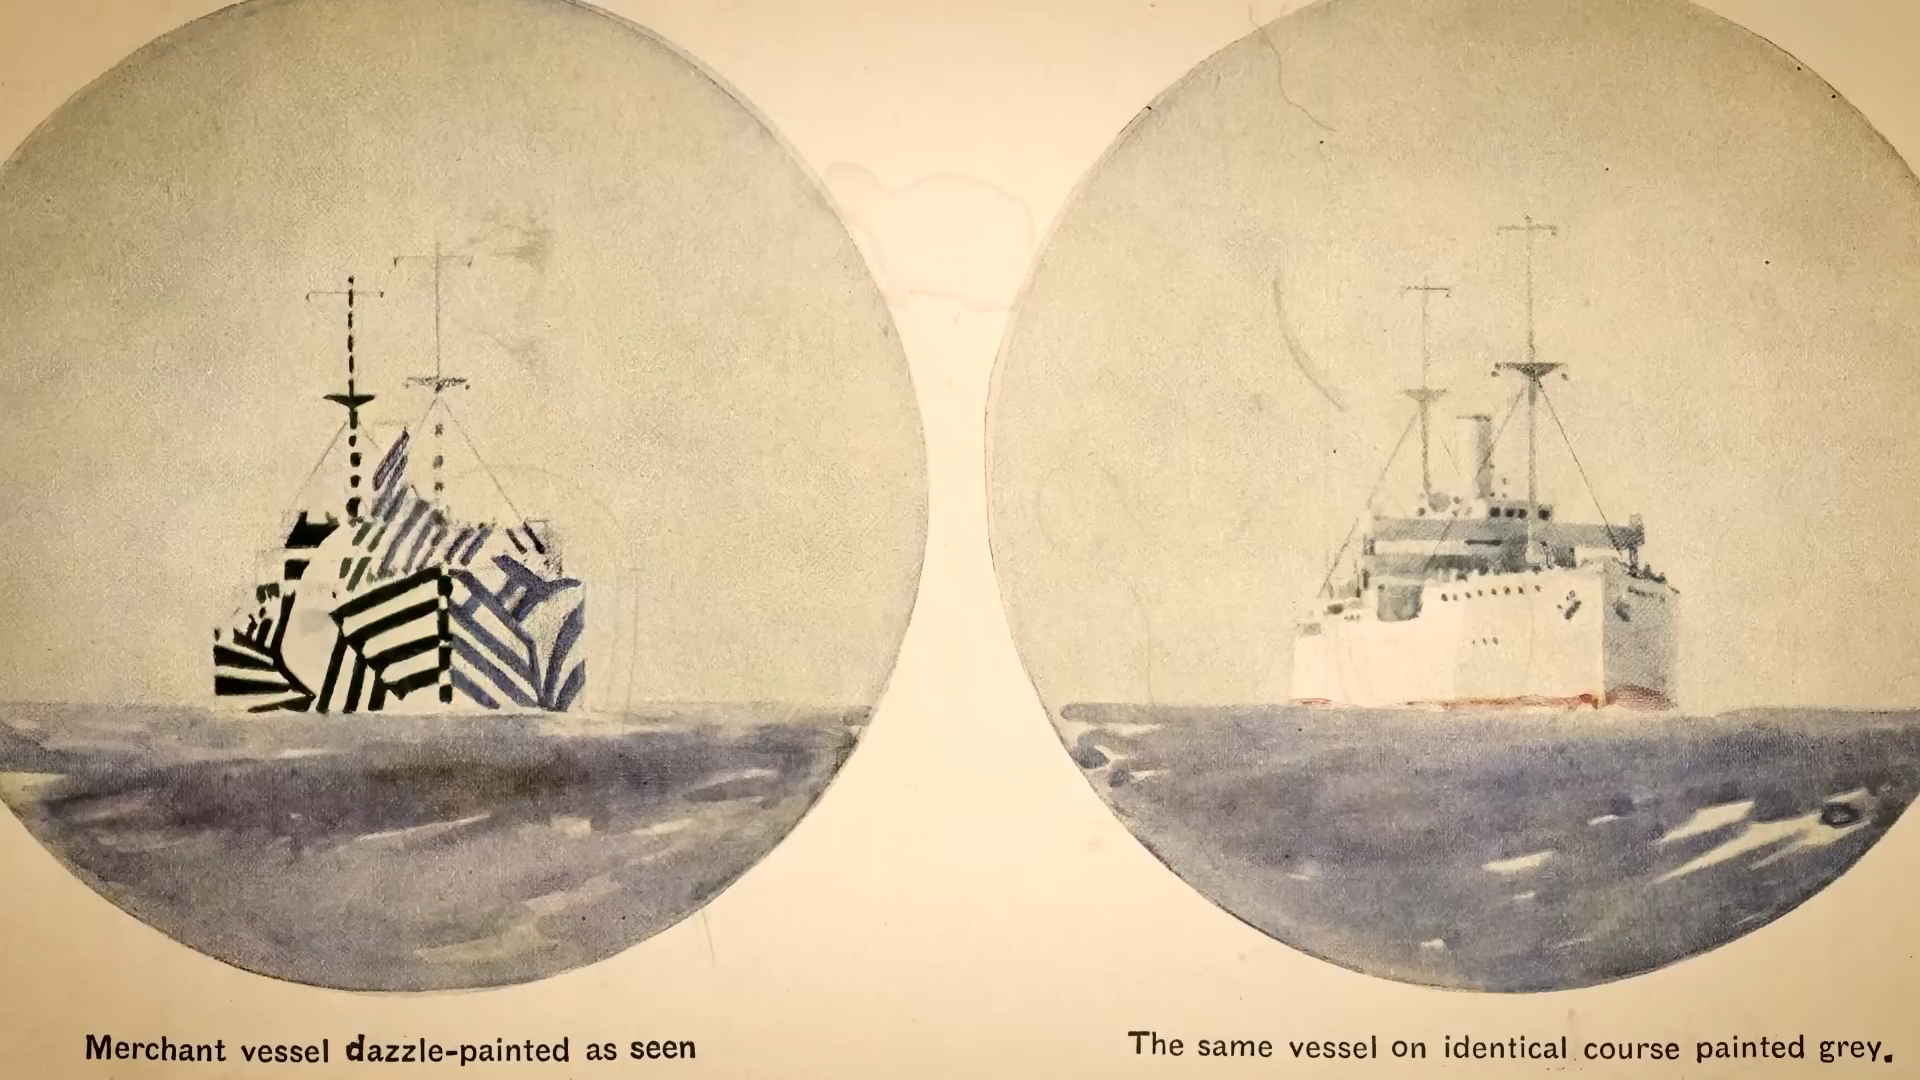 Merchant vessel dazzle-painted as seen
The same vessel on identical course painted grey.